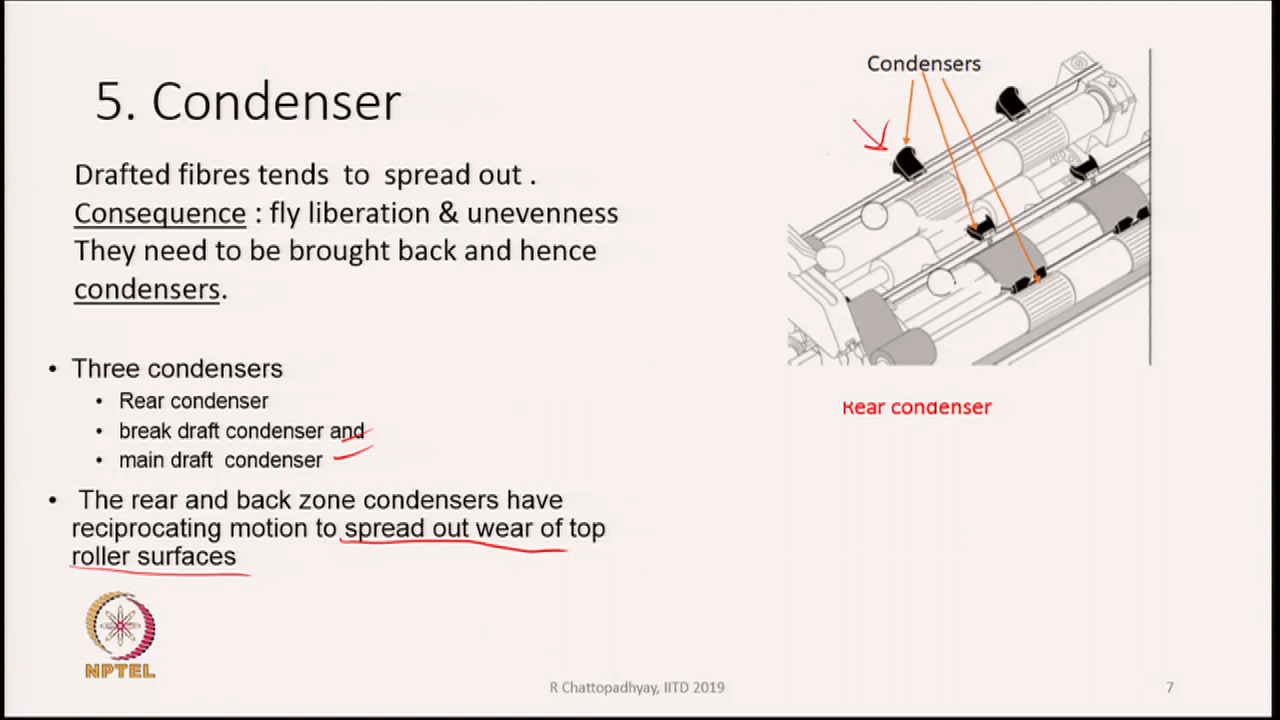 5. Condenser
Drafted fibres tends to spread out .
Consequence : fly liberation & unevenness
They need to be brought back and hence
condensers.
• Three condensers
• Rear condenser
• break draft condenser and
• main draft condenser
• The rear and back zone condensers have
reciprocating motion to spread out wear of top
roller surfaces
Condensers
Rear condenser
NPTEL
R Chattopadhyay, IITD 2019
7